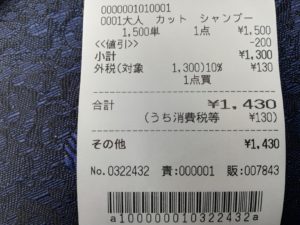 0000001010001
0001大人 カット シャンプー
1,500単 1点 ¥1,500
<<値引>> -200
小計 ¥1,300
外税(対象 1,300)10% ¥130
1点買
合計 ¥1,430
(うち消費税等 ¥130)
その他 ¥1,430
No.0322432 責:000001 販:007843
a100000010322432a